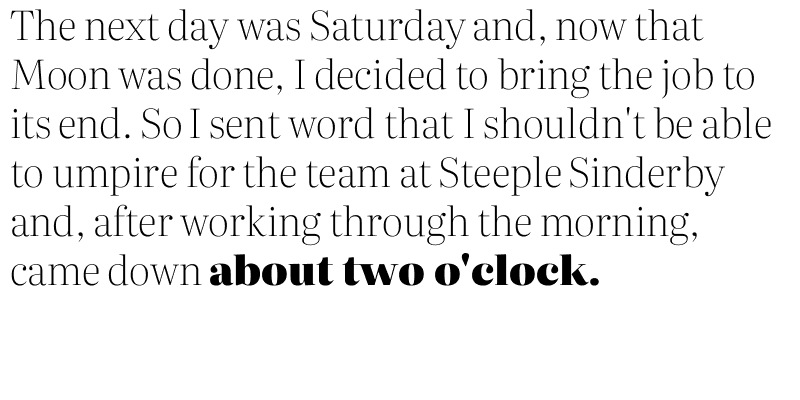 The next day was Saturday and, now that
Moon was done, I decided to bring the job to
its end. So I sent word that I shouldn't be able
to umpire for the team at Steeple Sinderby
and, after working through the morning,
came down about two o'clock.